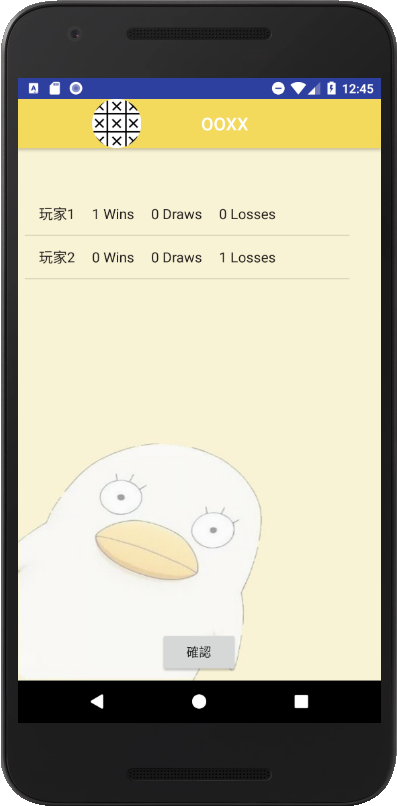 12:45
OOXX
玩家1 1 Wins 0 Draws 0 Losses
玩家2 0 Wins 0 Draws 1 Losses
確認